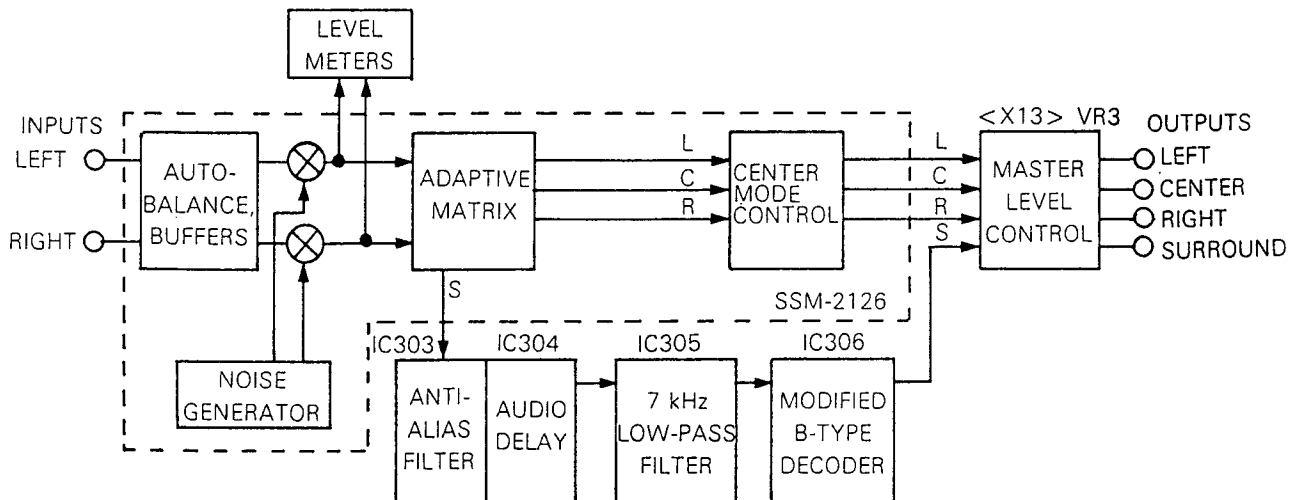 LEVEL
METERS
INPUTS
LEFT
RIGHT
AUTO-
BALANCE,
BUFFERS
ADAPTIVE
MATRIX
L
C
R
CENTER
MODE
CONTROL
L
C
R
S
<X13> VR3
MASTER
LEVEL
CONTROL
OUTPUTS
LEFT
CENTER
RIGHT
SURROUND
S
SSM-2126
NOISE
GENERATOR
IC303
ANTI-
ALIAS
FILTER
IC304
AUDIO
DELAY
IC305
7 kHz
LOW-PASS
FILTER
IC306
MODIFIED
B-TYPE
DECODER